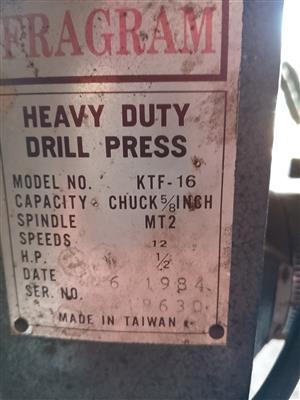 FRAGRAM
HEAVY DUTY
DRILL PRESS
MODEL NO. KTF-16
CAPACITY CHUCK 5/8 INCH
SPINDLE MT2
SPEEDS 12
H.P. 1/2
DATE 6 1984
SER. NO. 9630
MADE IN TAIWAN